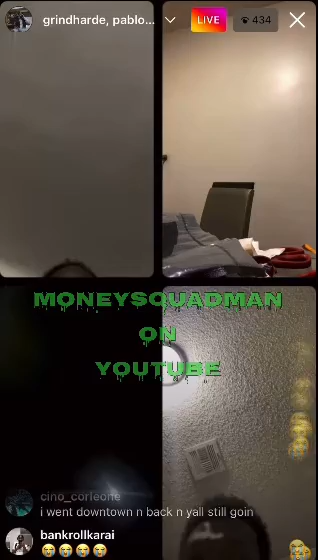 grindharde, pablo...
LIVE
434
MONEYSQUADMAN
ON
YOUTUBE
cino_corleone
i went downtown n back n yall still goin
bankrollkarai